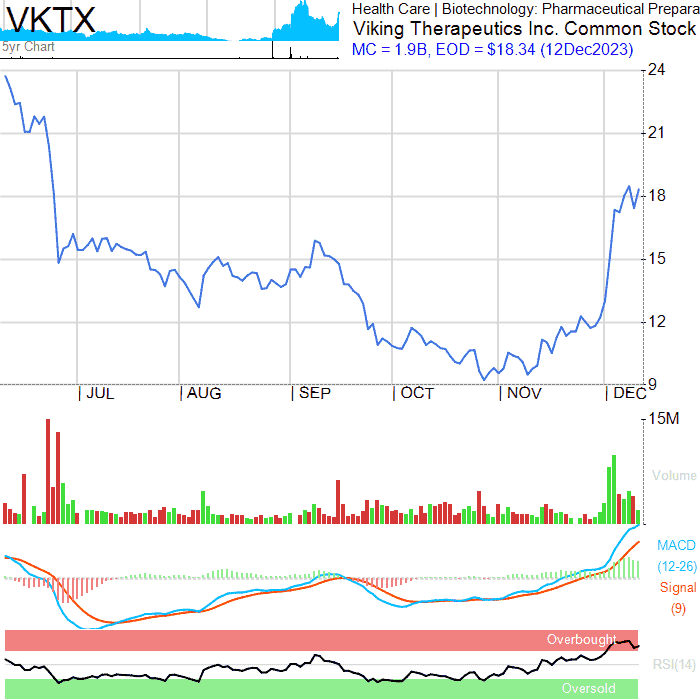 VKTX
5yr Chart
Health Care | Biotechnology: Pharmaceutical Prepara
Viking Therapeutics Inc. Common Stock
MC = 1.9B, EOD = $18.34 (12Dec2023)
24
21
18
15
12
9
JUL
AUG
SEP
OCT
NOV
DEC
15M
Volume
MACD
(12-26)
Signal
(9)
Overbought
RSI(14)
Oversold